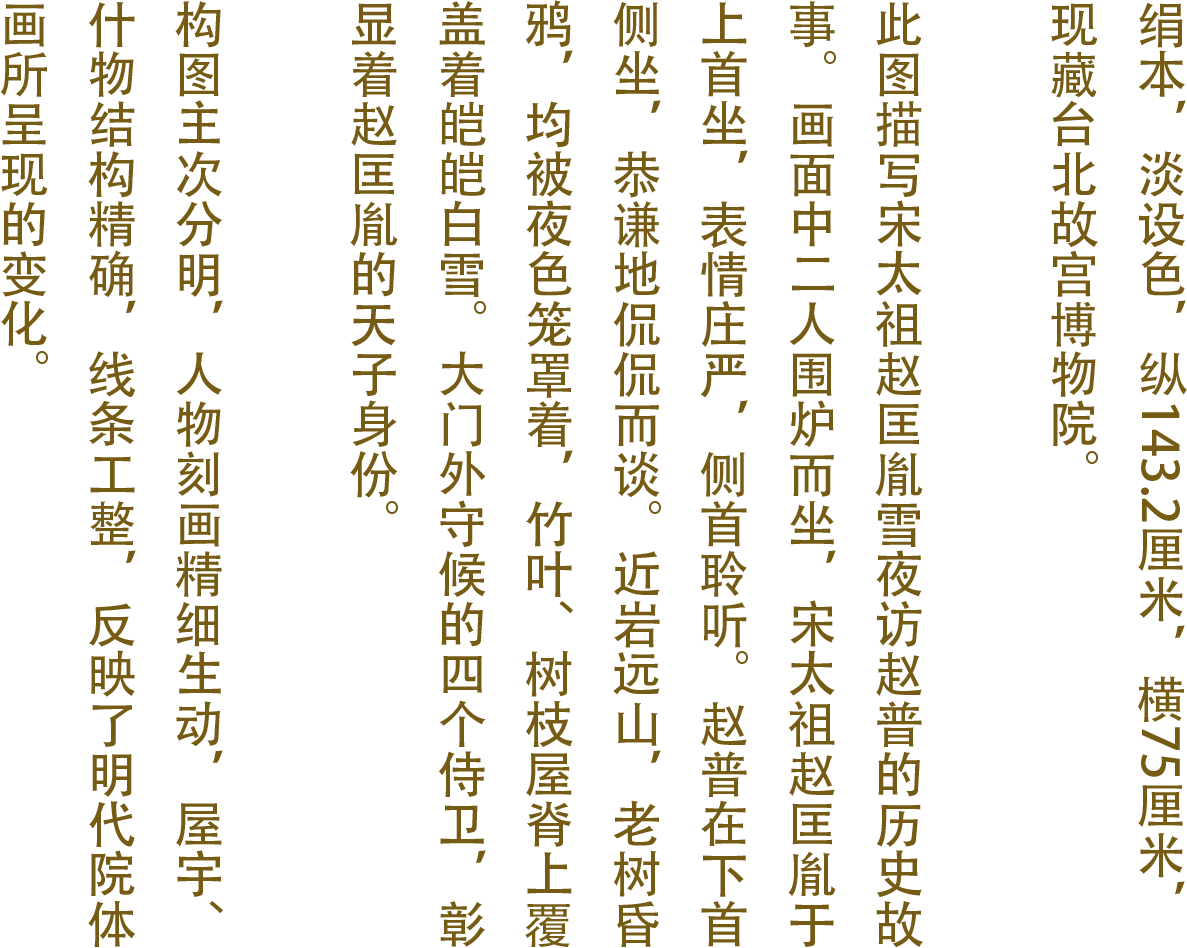 绢本，淡设色，纵143.2厘米，横75厘米，
现藏台北故宫博物院。
此图描写宋太祖赵匡胤雪夜访赵普的历史故
事。画面中二人围炉而坐，宋太祖赵匡胤于
上首坐，表情庄严，侧首聆听。赵普在下首
侧坐，恭谦地侃侃而谈。近岩远山，老树昏
鸦，均被夜色笼罩着，竹叶、树枝屋脊上覆
盖着皑皑白雪。大门外守候的四个侍卫，彰
显着赵匡胤的天子身份。
构图主次分明，人物刻画精细生动，屋宇、
什物结构精确，线条工整，反映了明代院体
画所呈现的变化。